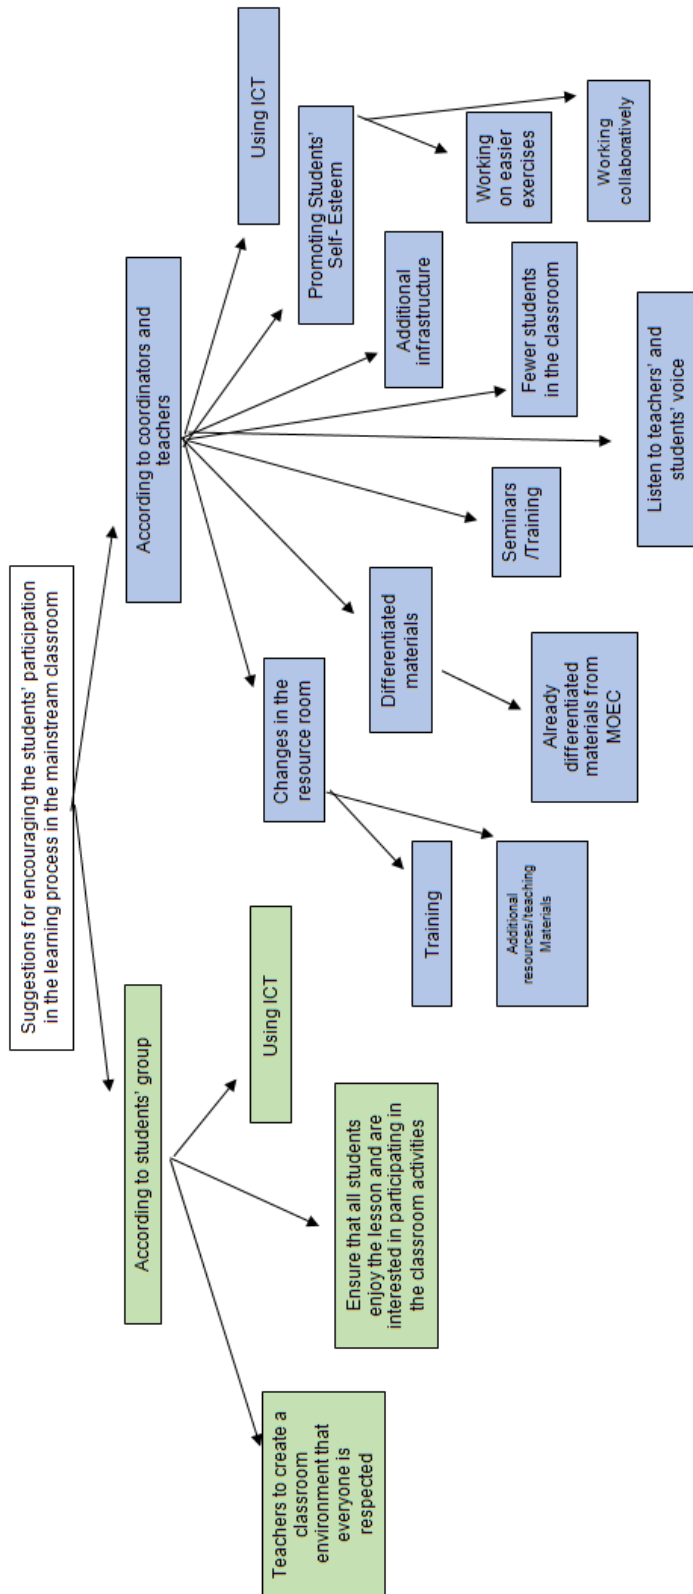 Suggestions for encouraging the students' participation
in the learning process in the mainstream classroom
According to students' group
According to coordinators and
teachers
Teachers to create a
classroom
environment that
everyone is
respected
Ensure that all students
enjoy the lesson and are
interested in participating in
the classroom activities
Using ICT
Changes in the
resource room
Training
Additional
resources/teaching
Materials
Differentiated
materials
Already
differentiated
materials from
MOEC
Seminars
/Training
Listen to teachers' and
students' voice
Fewer students
in the classroom
Additional
infrastructure
Promoting Students'
Self- Esteem
Working
on easier
exercises
Working
collaboratively
Using ICT